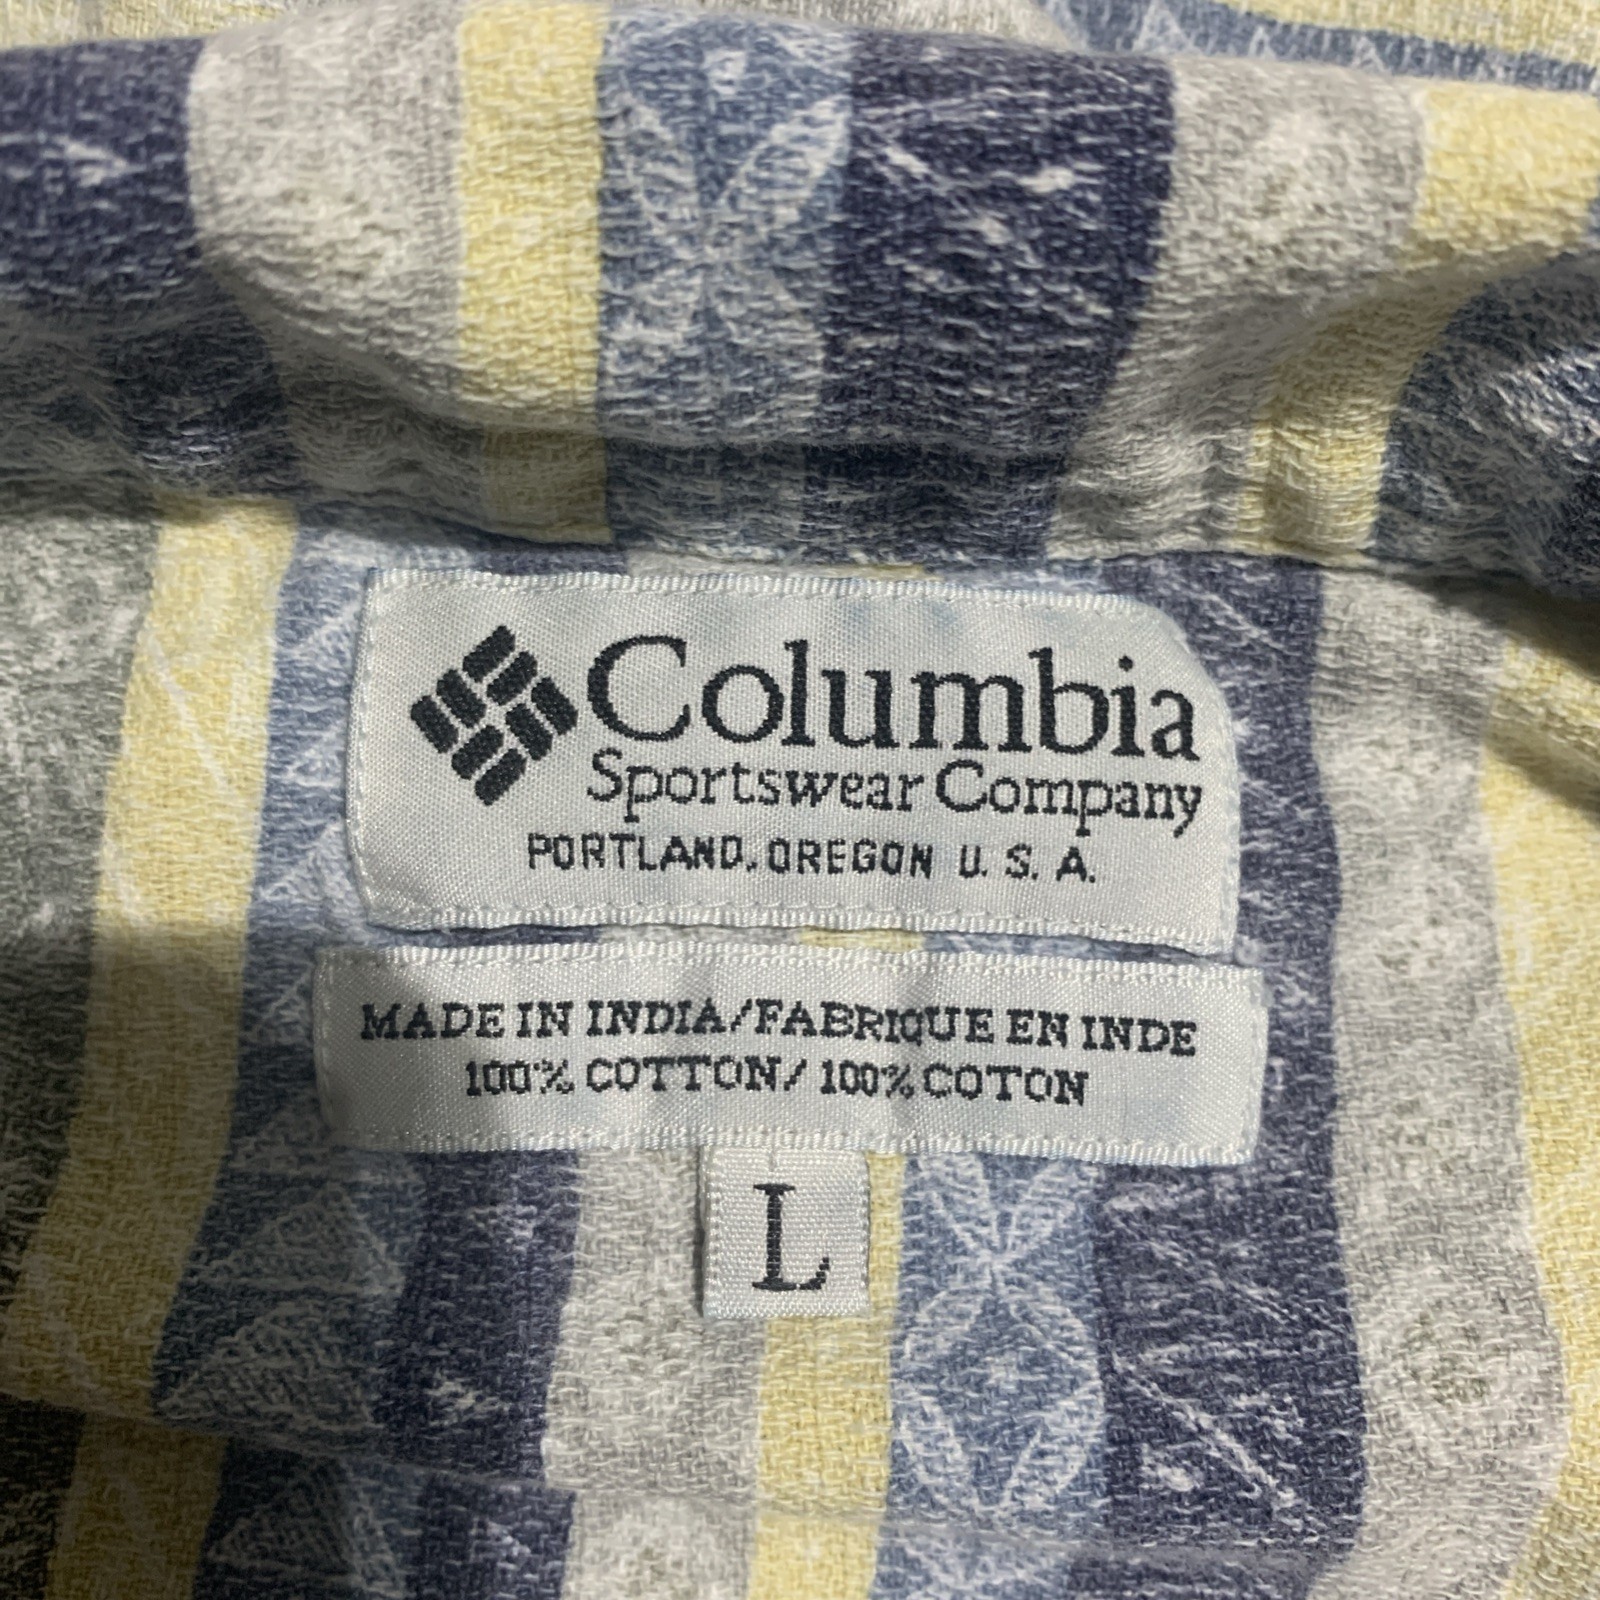 Columbia
Sportswear Company
PORTLAND, OREGON U. S. A.
MADE IN INDIA/FABRIQUE EN INDE
100% COTTON/ 100% COTON
L